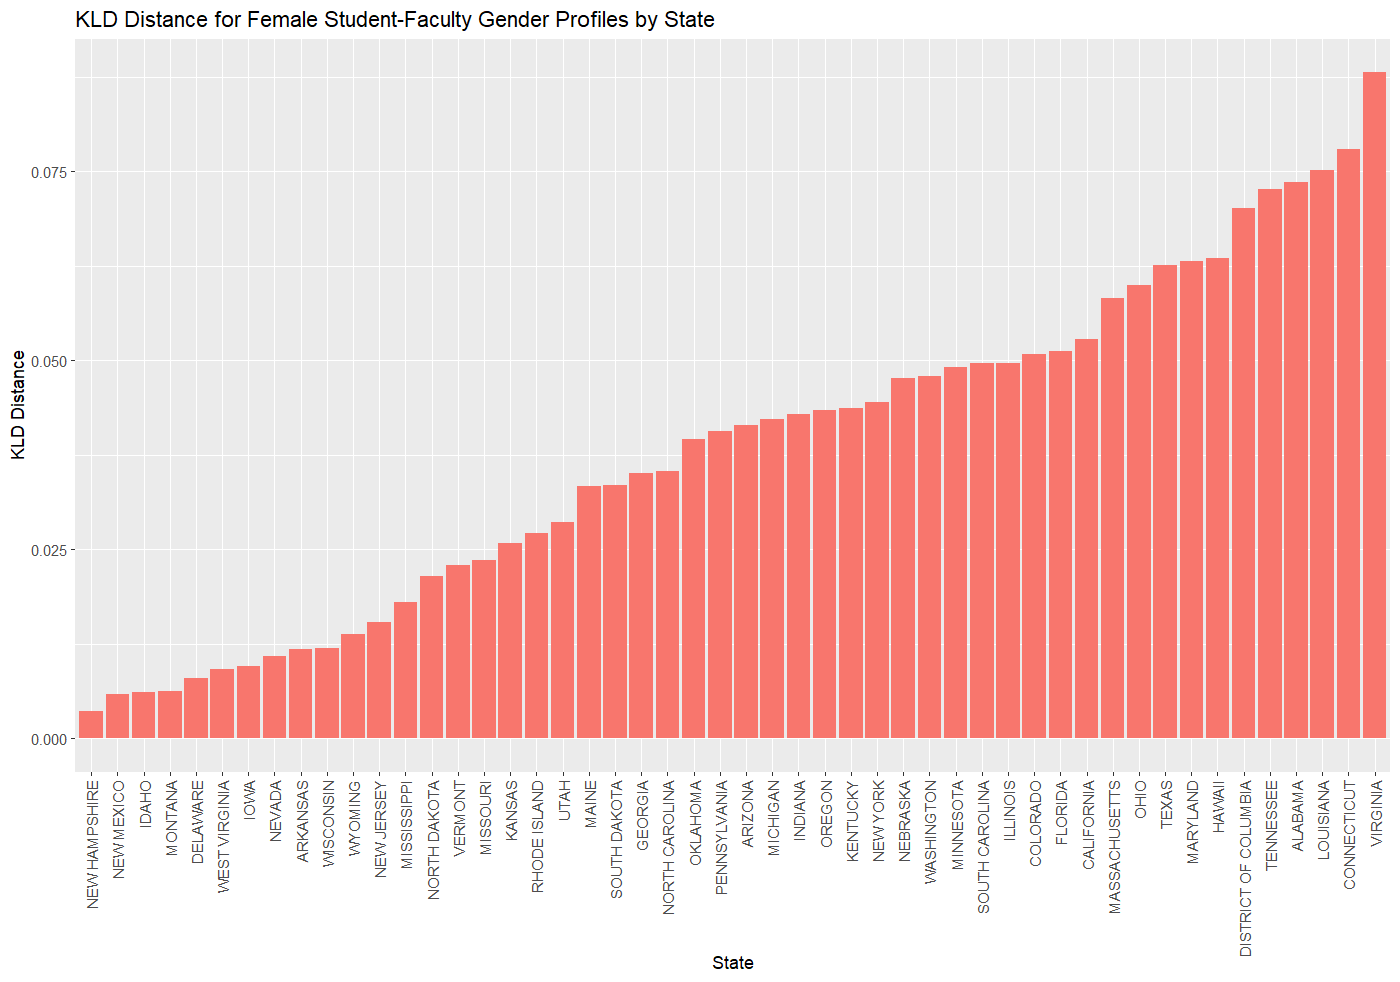 KLD Distance for Female Student-Faculty Gender Profiles by State
KLD Distance
0.075
0.050
0.025
0.000
NEW HAMPSHIRE
NEW MEXICO
IDAHO
MONTANA
DELAWARE
WEST VIRGINIA
IOWA
NEVADA
ARKANSAS
WISCONSIN
WYOMING
NEW JERSEY
MISSISSIPPI
NORTH DAKOTA
VERMONT
MISSOURI
KANSAS
RHODE ISLAND
UTAH
MAINE
SOUTH DAKOTA
GEORGIA
NORTH CAROLINA
OKLAHOMA
PENNSYLVANIA
ARIZONA
MICHIGAN
INDIANA
OREGON
KENTUCKY
NEW YORK
NEBRASKA
WASHINGTON
MINNESOTA
SOUTH CAROLINA
ILLINOIS
COLORADO
FLORIDA
CALIFORNIA
MASSACHUSETTS
OHIO
TEXAS
MARYLAND
HAWAII
DISTRICT OF COLUMBIA
TENNESSEE
ALABAMA
LOUISIANA
CONNECTICUT
VIRGINIA
State